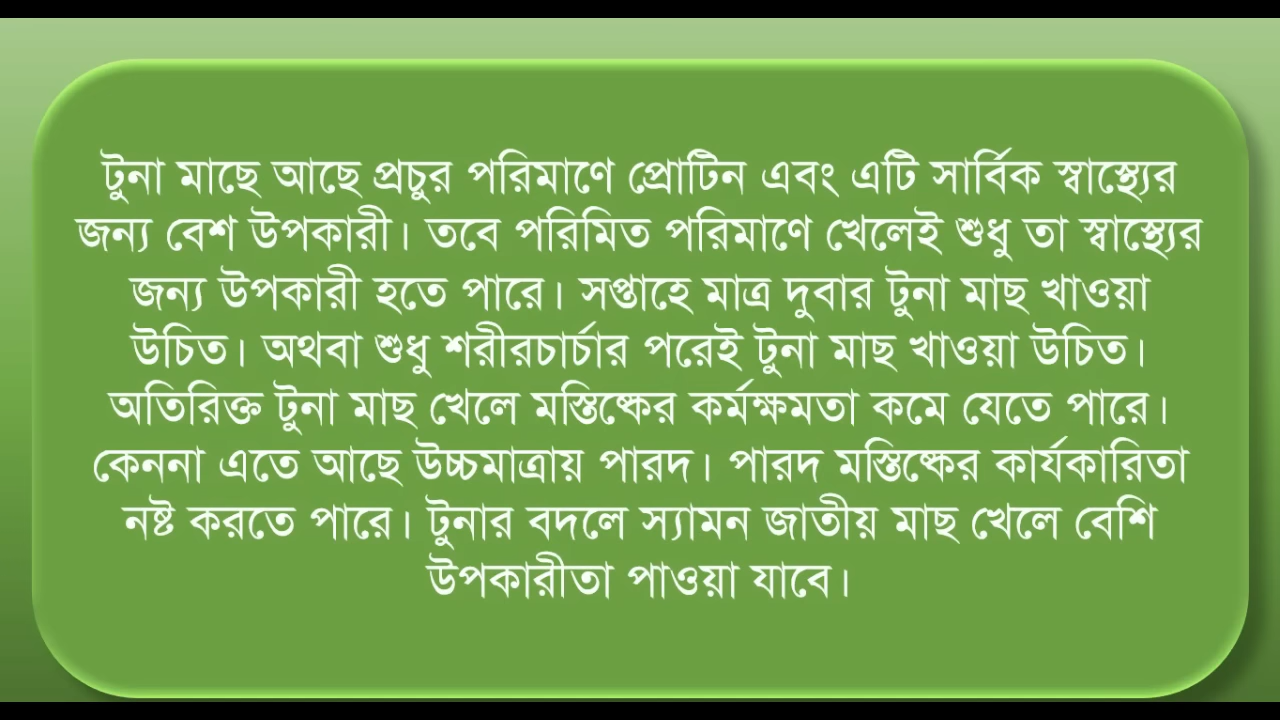 টুনা মাছে আছে প্রচুর পরিমাণে প্রোটিন এবং এটি সার্বিক স্বাস্থ্যের
জন্য বেশ উপকারী। তবে পরিমিত পরিমাণে খেলেই শুধু তা স্বাস্থ্যের
জন্য উপকারী হতে পারে। সপ্তাহে মাত্র দুবার টুনা মাছ খাওয়া
উচিত। অথবা শুধু শরীরচার্চার পরেই টুনা মাছ খাওয়া উচিত।
অতিরিক্ত টুনা মাছ খেলে মস্তিষ্কের কর্মক্ষমতা কমে যেতে পারে।
কেননা এতে আছে উচ্চমাত্রায় পারদ। পারদ মস্তিষ্কের কার্যকারিতা
নষ্ট করতে পারে। টুনার বদলে স্যামন জাতীয় মাছ খেলে বেশি
উপকারীতা পাওয়া যাবে।